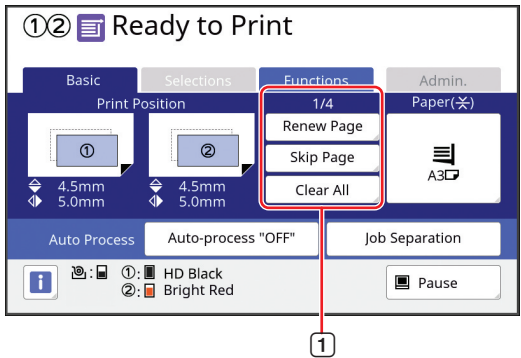 ①② Ready to Print
Basic Selections Functions Admin.
Print Position 1/4 Paper(⚹)
Renew Page
① ② Skip Page
A3
4.5mm 4.5mm Clear All
5.0mm 5.0mm
Auto Process Auto-process "OFF" Job Separation
i : ①: HD Black Pause
②: Bright Red
1